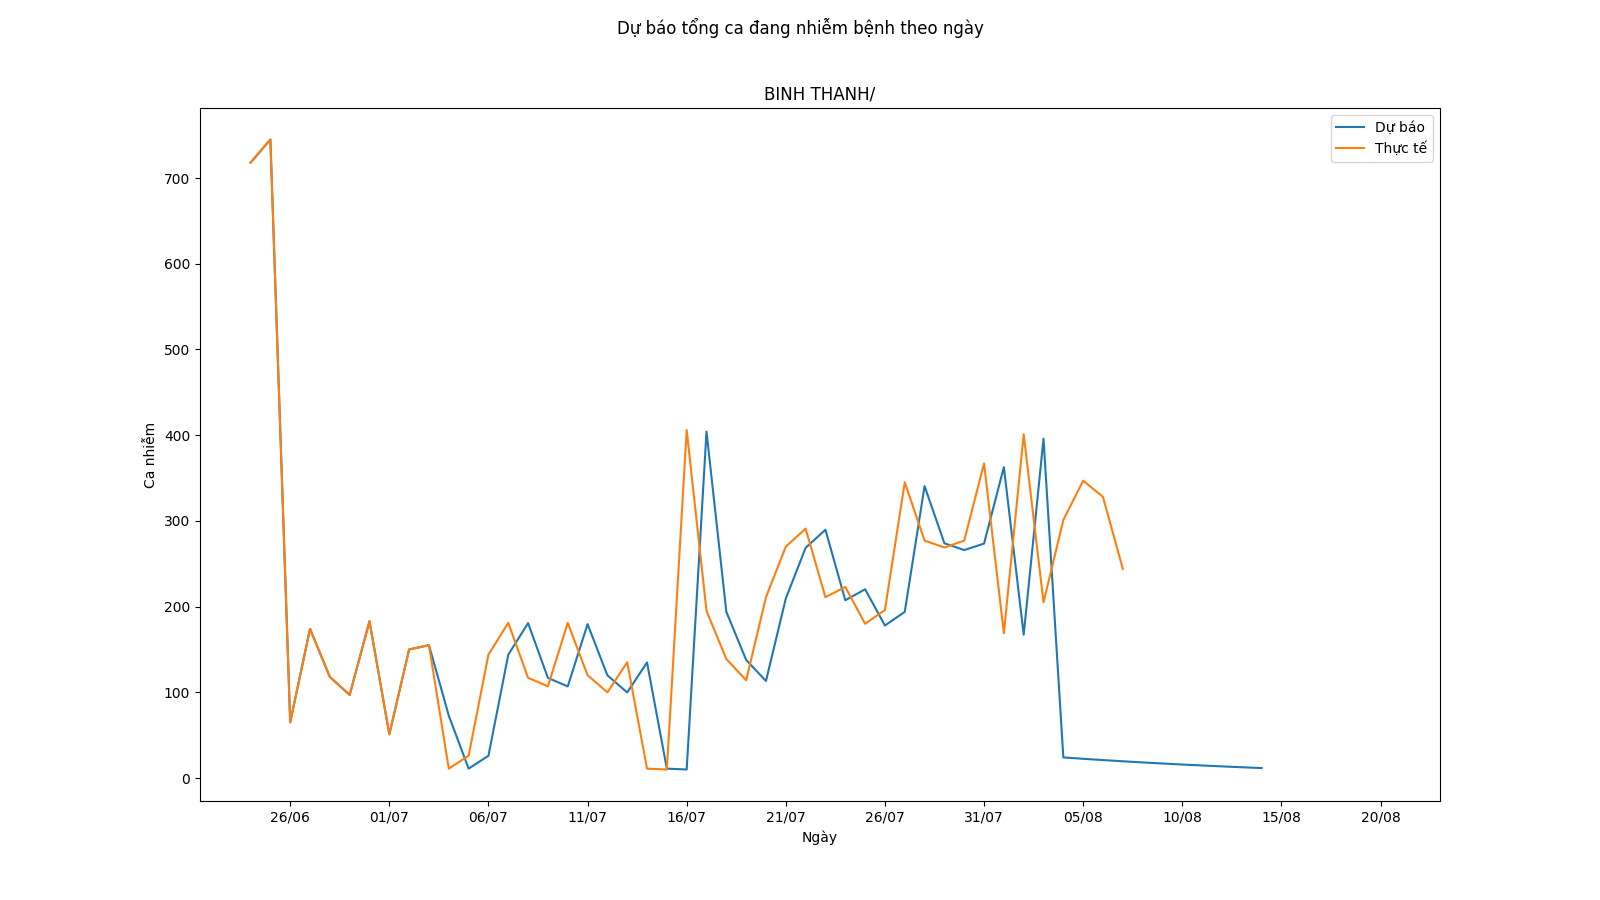 Dự báo tổng ca đang nhiễm bệnh theo ngày
BINH THANH/
Dự báo
Thực tế
700
600
500
400
300
200
100
0
Ca nhiễm
26/06 01/07 06/07 11/07 16/07 21/07 26/07 31/07 05/08 10/08 15/08 20/08
Ngày